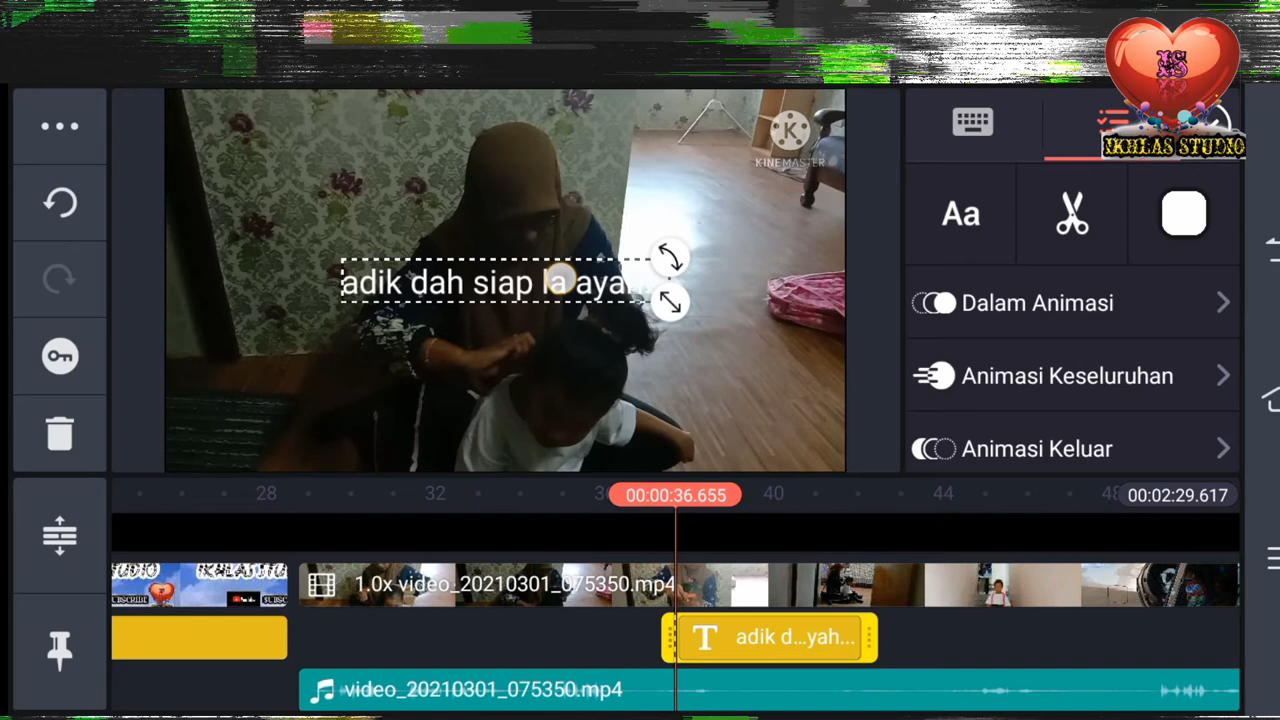 KINEMASTER
IKHLAS STUDIO
Aa
adik dah siap la ayah
Dalam Animasi
Animasi Keseluruhan
Animasi Keluar
28
32
00:00:36.655
40
44
48
00:02:29.617
1.0x video_20210301_075350.mp4
T adik d...yah...
video_20210301_075350.mp4